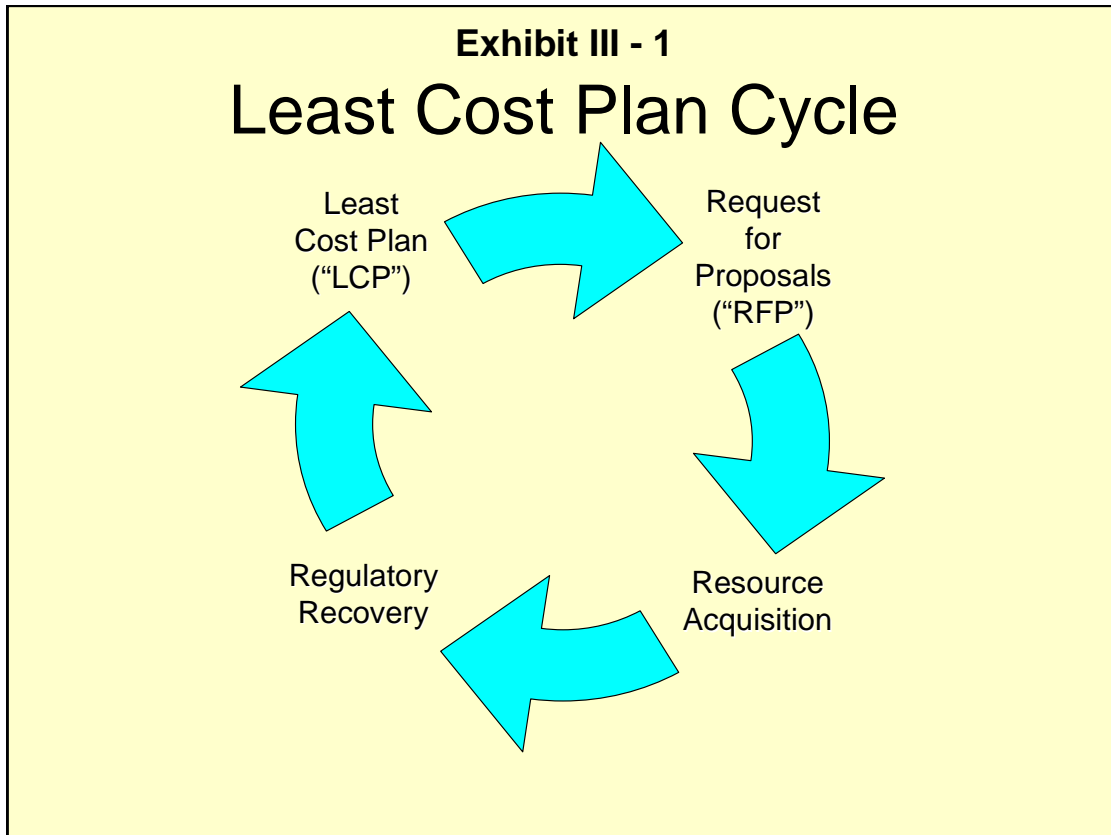 Exhibit III - 1
Least Cost Plan Cycle
Least
Cost Plan
(“LCP”)
Request
for
Proposals
(“RFP”)
Resource
Acquisition
Regulatory
Recovery